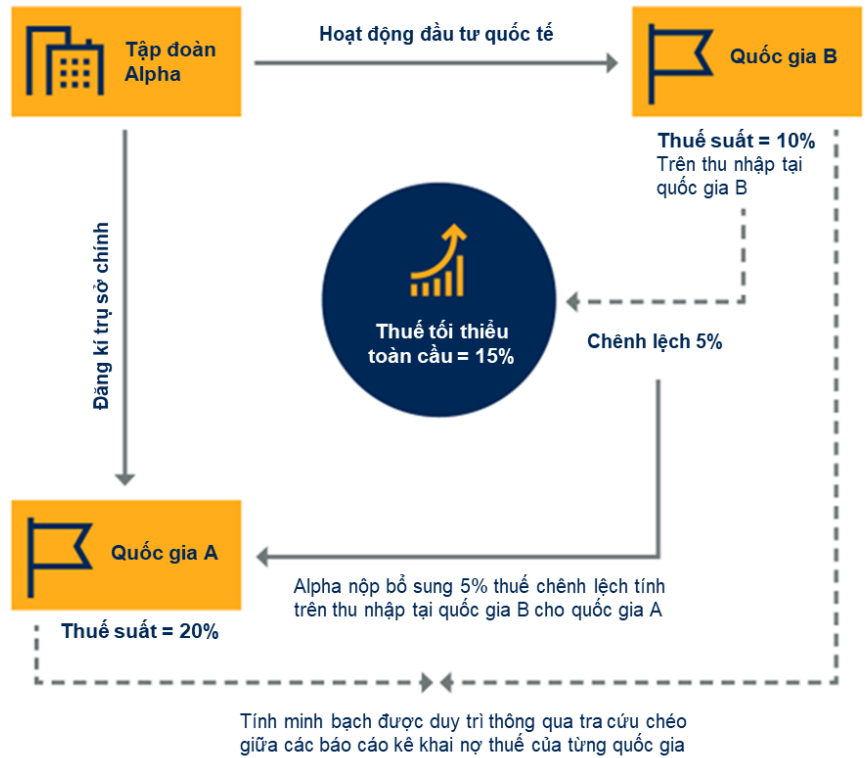 Tập đoàn
Alpha
Hoạt động đầu tư quốc tế
Quốc gia B
Thuế suất = 10%
Trên thu nhập tại
quốc gia B
Đăng kí trụ sở chính
Thuế tối thiểu
toàn cầu = 15%
Chênh lệch 5%
Quốc gia A
Alpha nộp bổ sung 5% thuế chênh lệch tính
trên thu nhập tại quốc gia B cho quốc gia A
Thuế suất = 20%
Tính minh bạch được duy trì thông qua tra cứu chéo
giữa các báo cáo kê khai nợ thuế của từng quốc gia